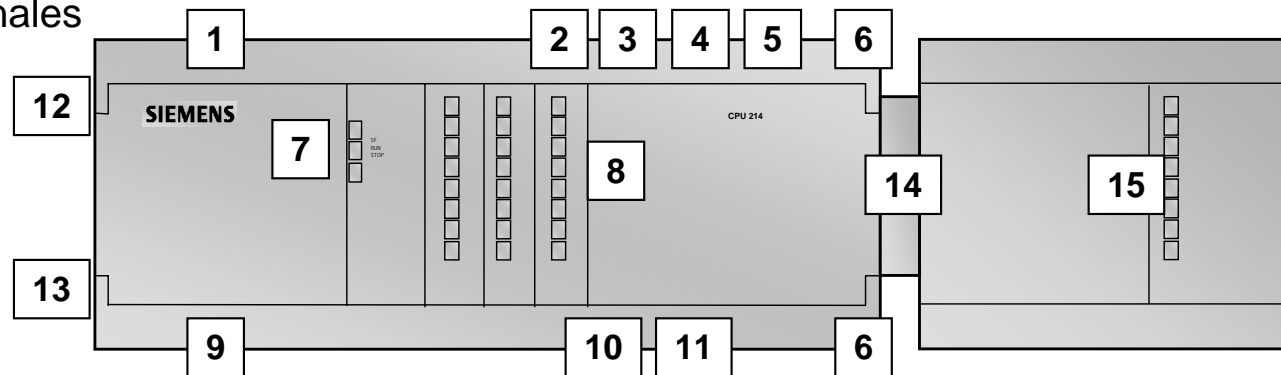 nales
1 2 3 4 5 6
12
SIEMENS
CPU 214
7
SF
RUN
STOP
8
14
15
13
9 10 11 6